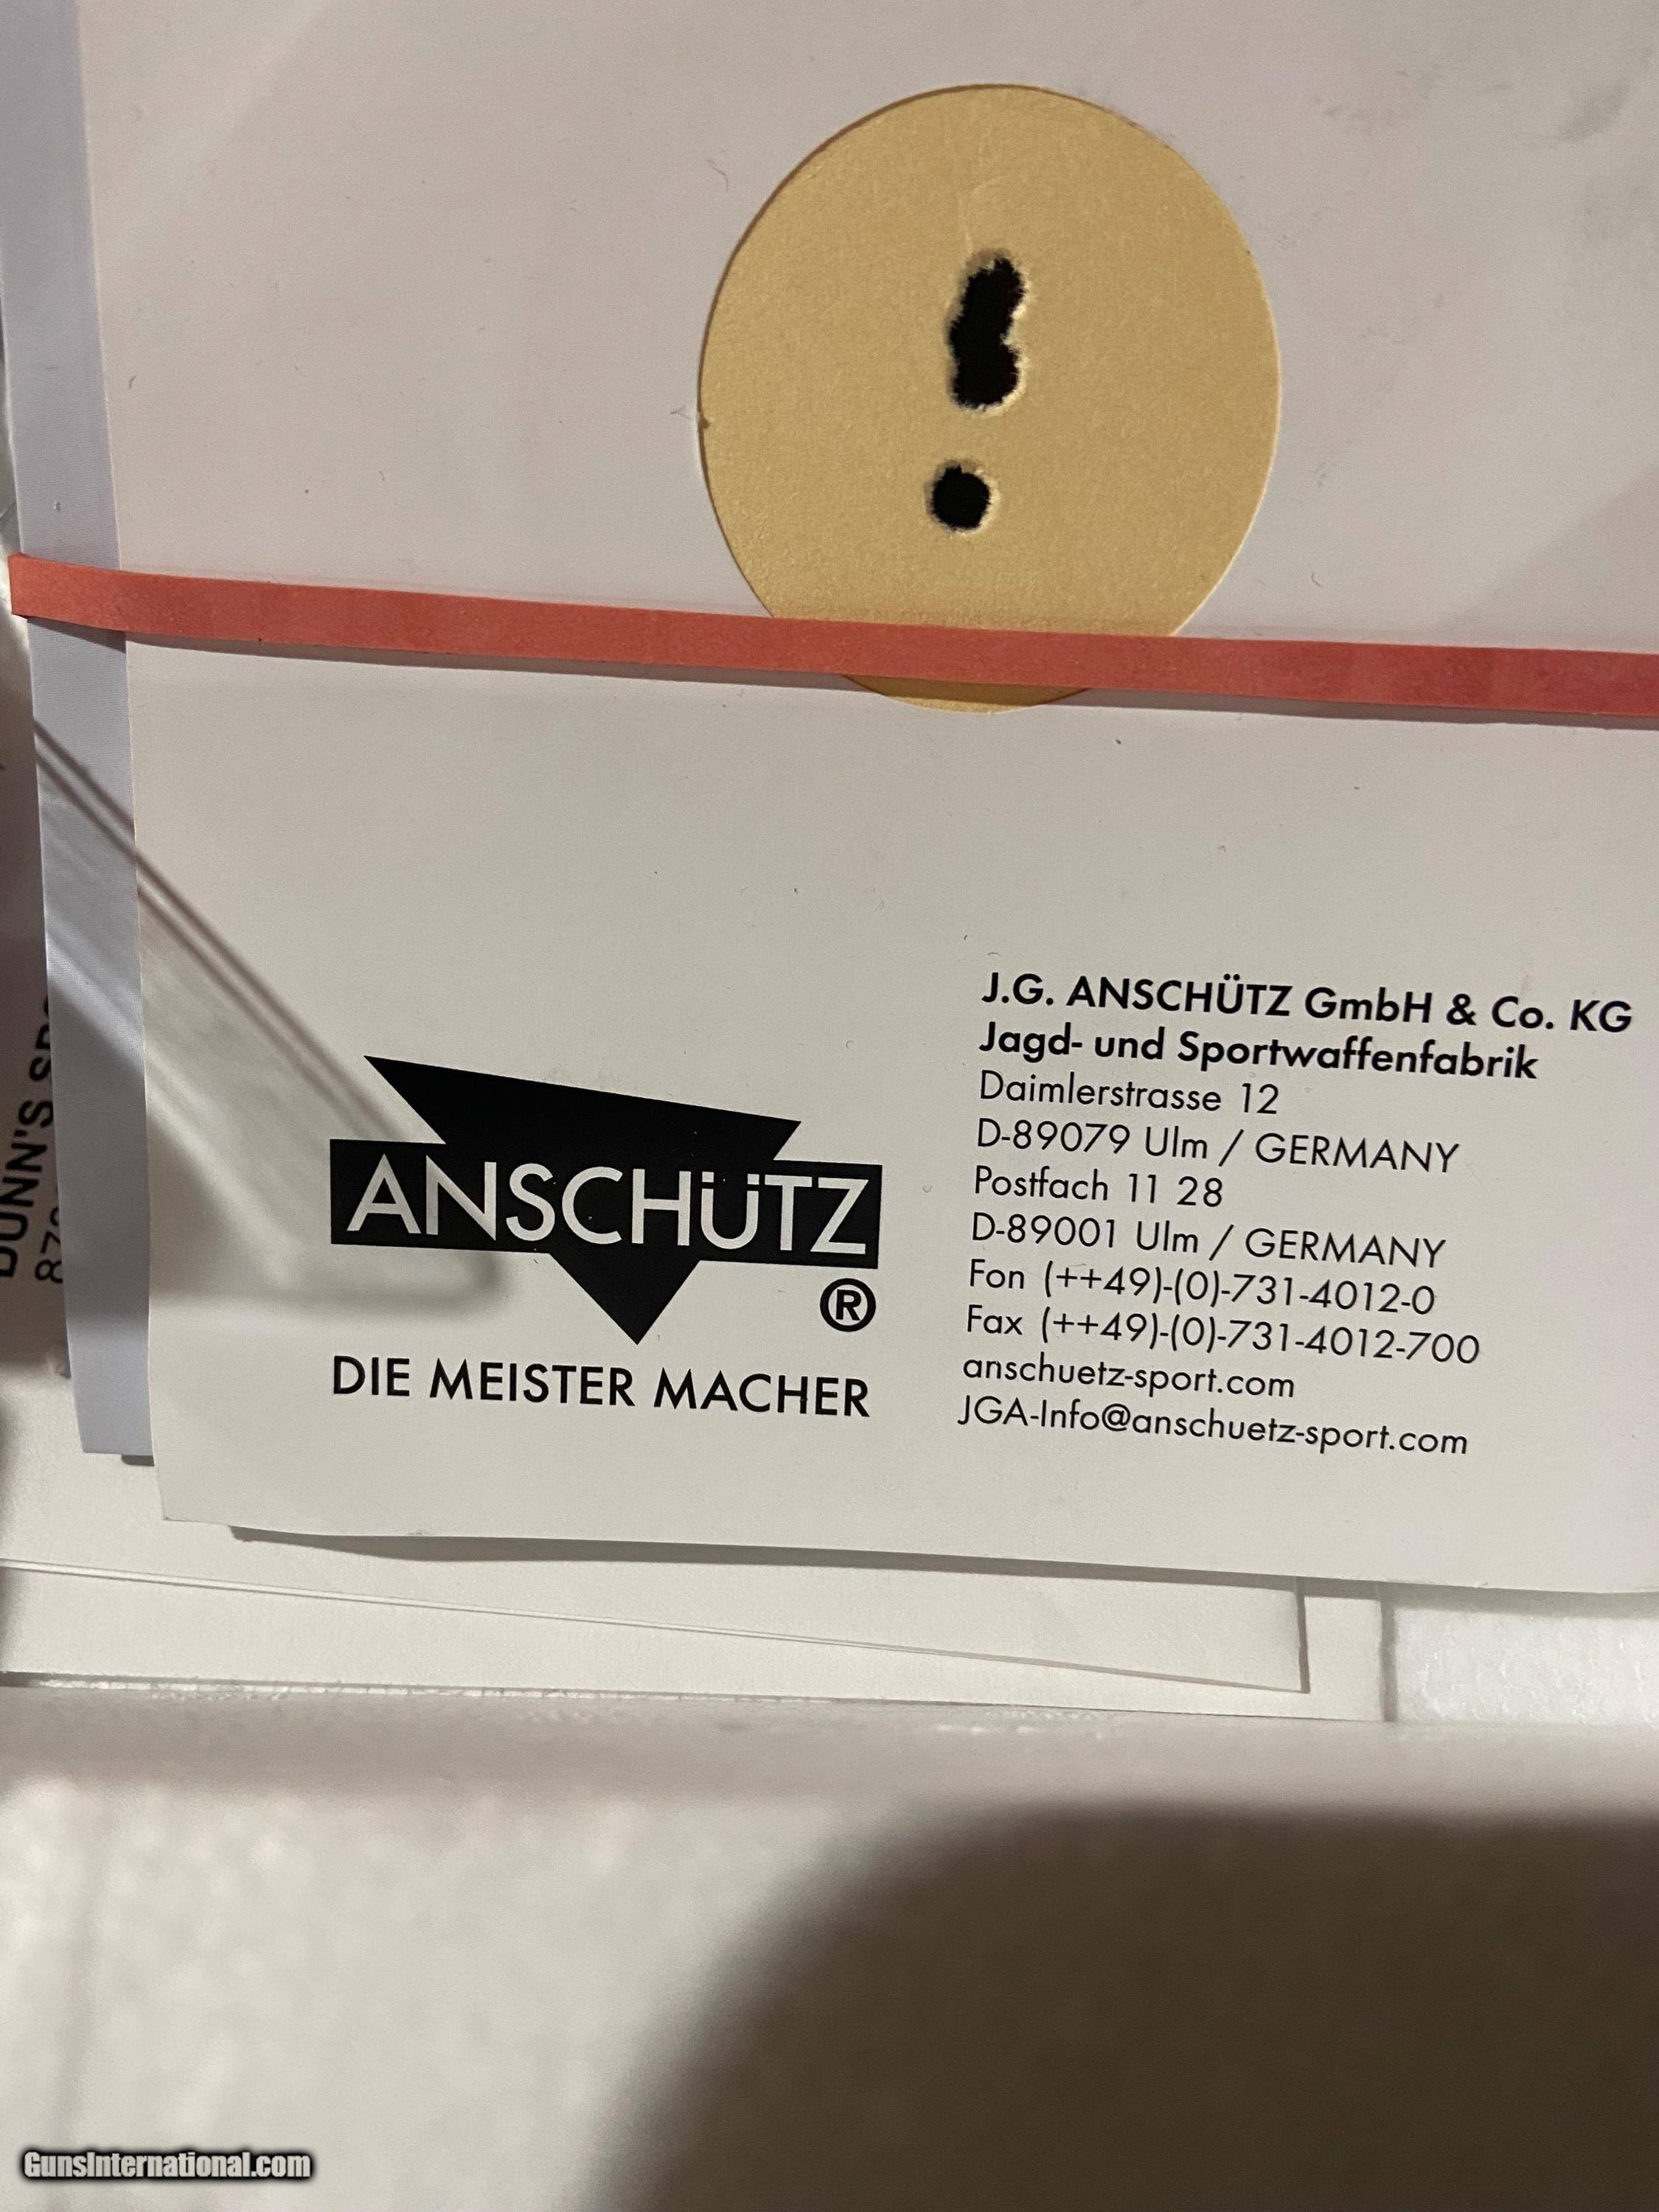 DUNN'S
ANSCHÜTZ
®
DIE MEISTER MACHER
J.G. ANSCHÜTZ GmbH & Co. KG
Jagd- und Sportwaffenfabrik
Daimlerstrasse 12
D-89079 Ulm / GERMANY
Postfach 11 28
D-89001 Ulm / GERMANY
Fon (++49)-(0)-731-4012-0
Fax (++49)-(0)-731-4012-700
anschuetz-sport.com
JGA-Info@anschuetz-sport.com
GunsInternational.com